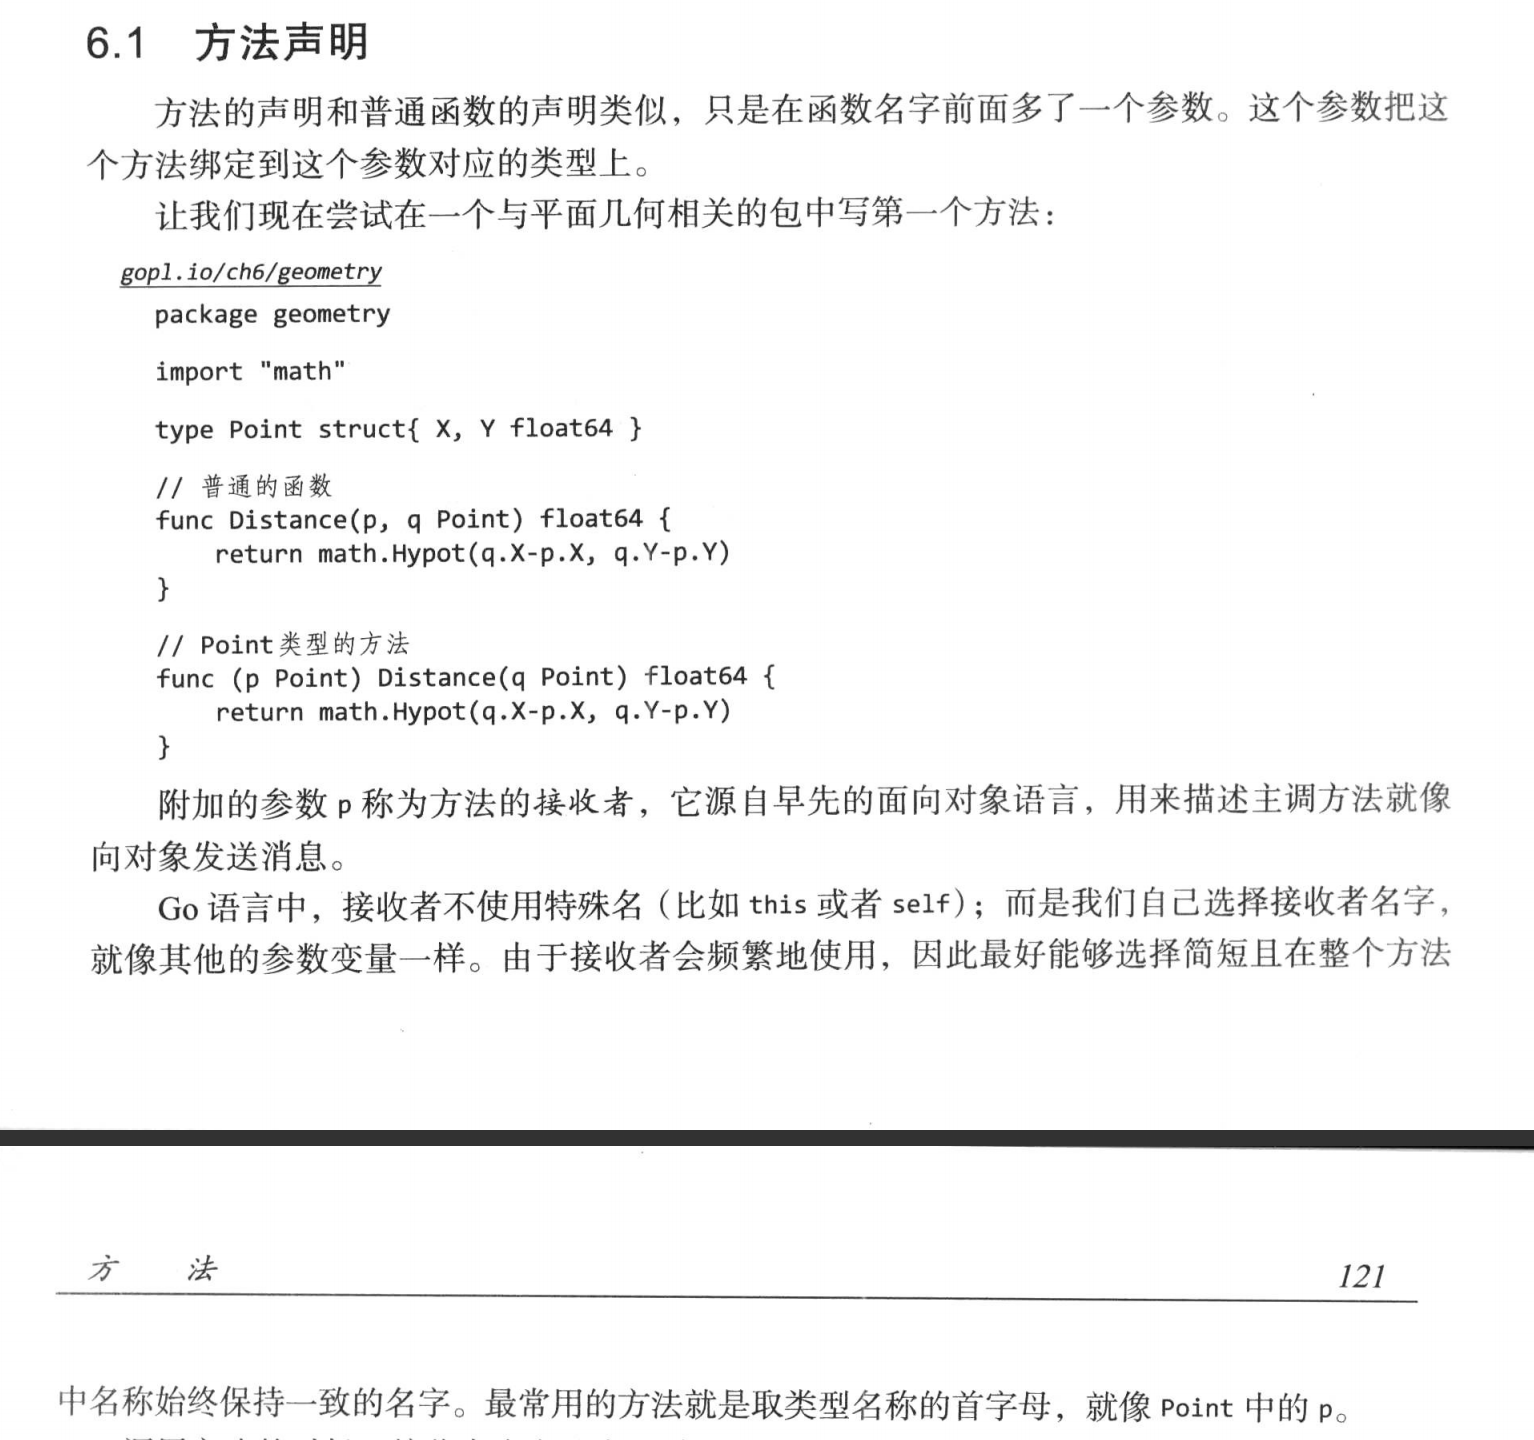 6.1 方法声明
方法的声明和普通函数的声明类似，只是在函数名字前面多了一个参数。这个参数把这
个方法绑定到这个参数对应的类型上。
让我们现在尝试在一个与平面几何相关的包中写第一个方法：
gopl.io/ch6/geometry
package geometry
import "math"
type Point struct{ X, Y float64 }
// 普通的函数
func Distance(p, q Point) float64 {
return math.Hypot(q.X-p.X, q.Y-p.Y)
}
// Point类型的方法
func (p Point) Distance(q Point) float64 {
return math.Hypot(q.X-p.X, q.Y-p.Y)
}
附加的参数 p 称为方法的接收者，它源自早先的面向对象语言，用来描述主调方法就像
向对象发送消息。
Go 语言中，接收者不使用特殊名（比如 this 或者 self）；而是我们自己选择接收者名字，
就像其他的参数变量一样。由于接收者会频繁地使用，因此最好能够选择简短且在整个方法
方 法 121
中名称始终保持一致的名字。最常用的方法就是取类型名称的首字母，就像 Point 中的 p。